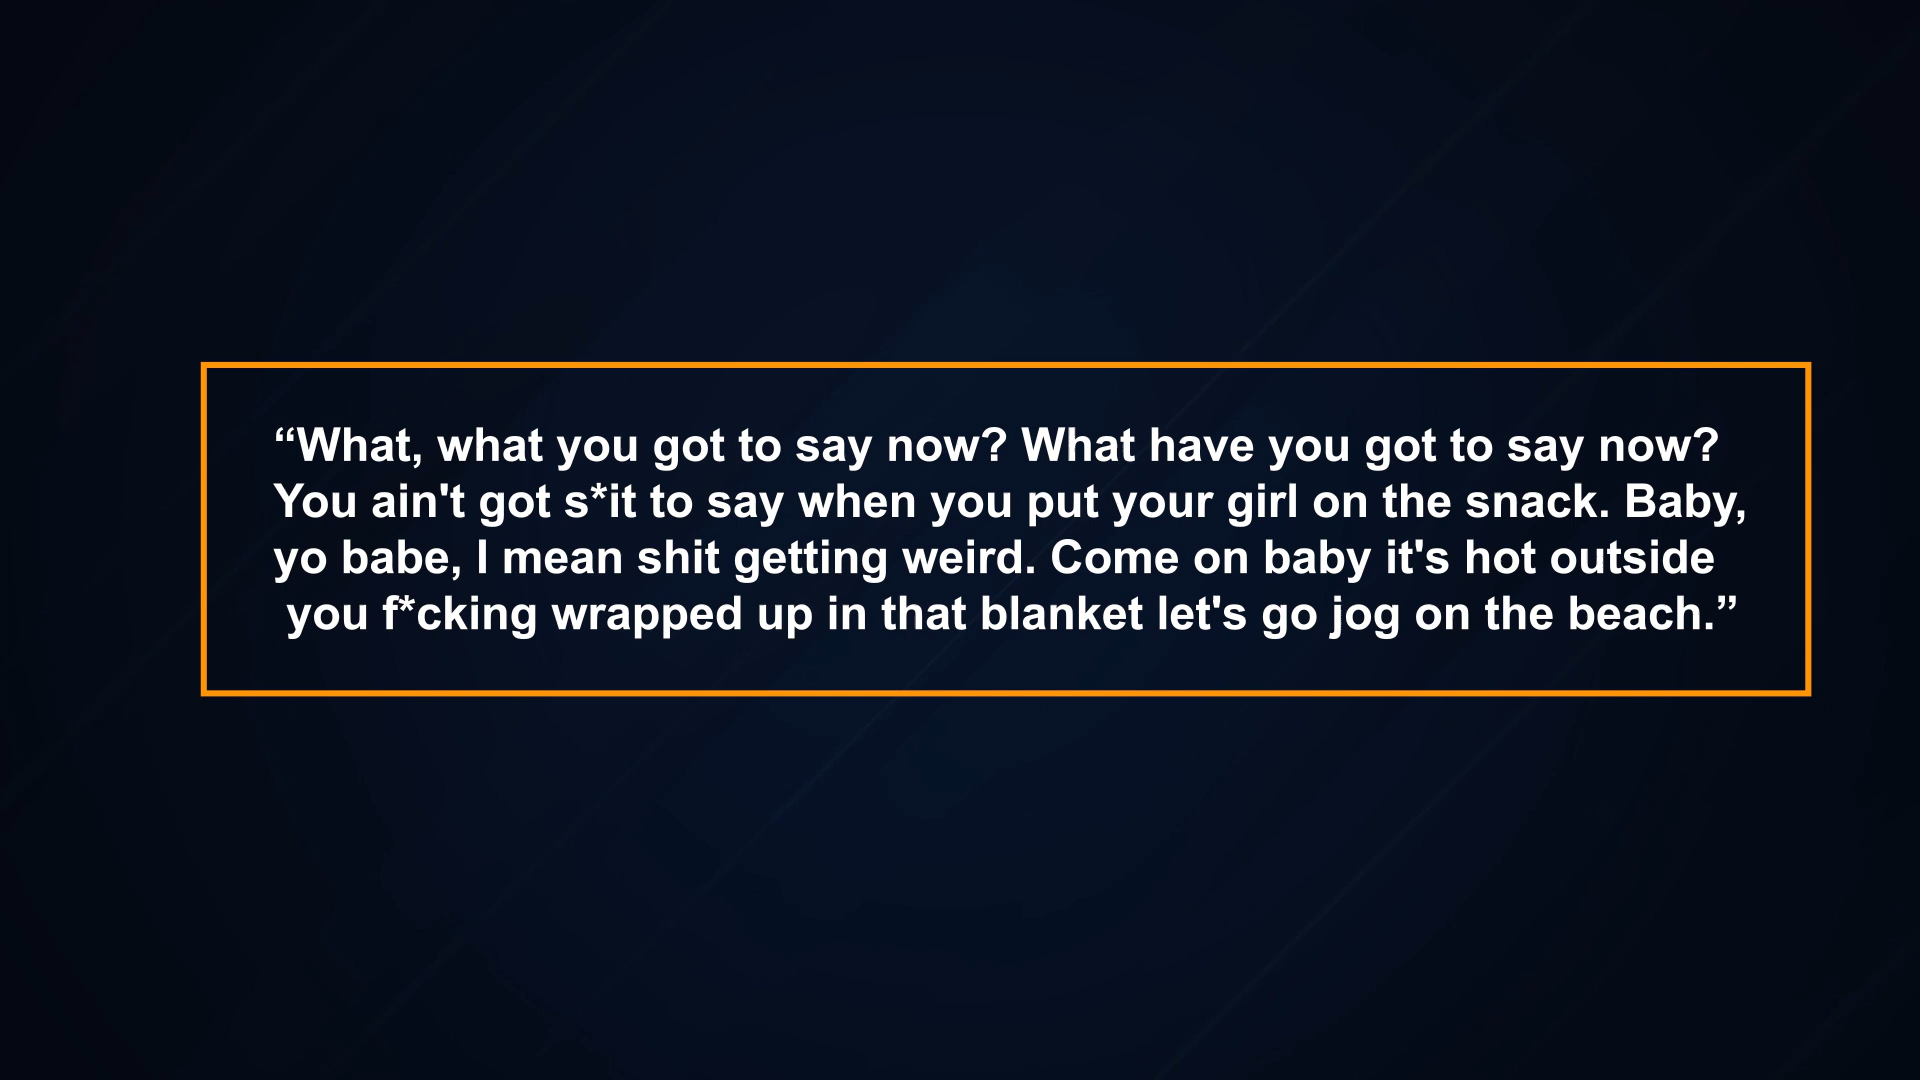 “What, what you got to say now? What have you got to say now?
You ain't got s*it to say when you put your girl on the snack. Baby,
yo babe, I mean shit getting weird. Come on baby it's hot outside
you f*cking wrapped up in that blanket let's go jog on the beach.”